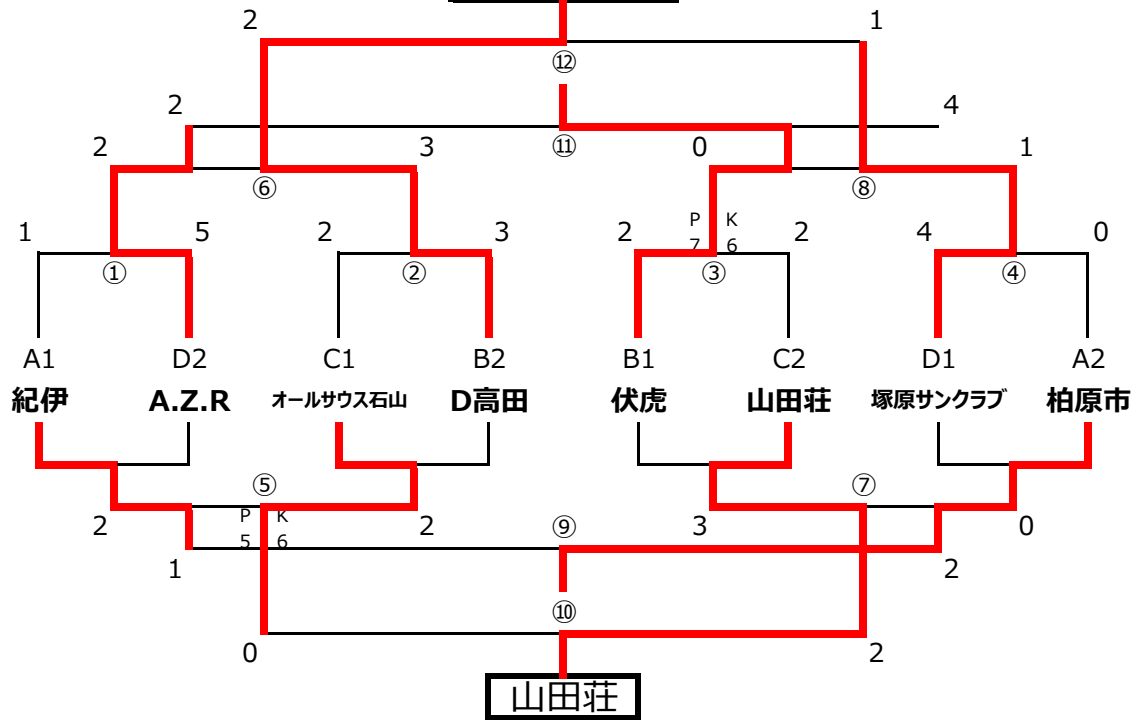 2 1
⑫
2 4
2 3 ⑪ 0 1
⑥ ⑧
1 5 2 3 2 P K 2 4 0
7 6
① ② ③ ④
A1 D2 C1 B2 B1 C2 D1 A2
紀伊 A.Z.R オールサウス石山 D高田 伏虎 山田荘 塚原サンクラブ 柏原市
⑤ ⑦
2 P K 2 ⑨ 3 0
5 6
1 2
⑩
0 2
山田荘